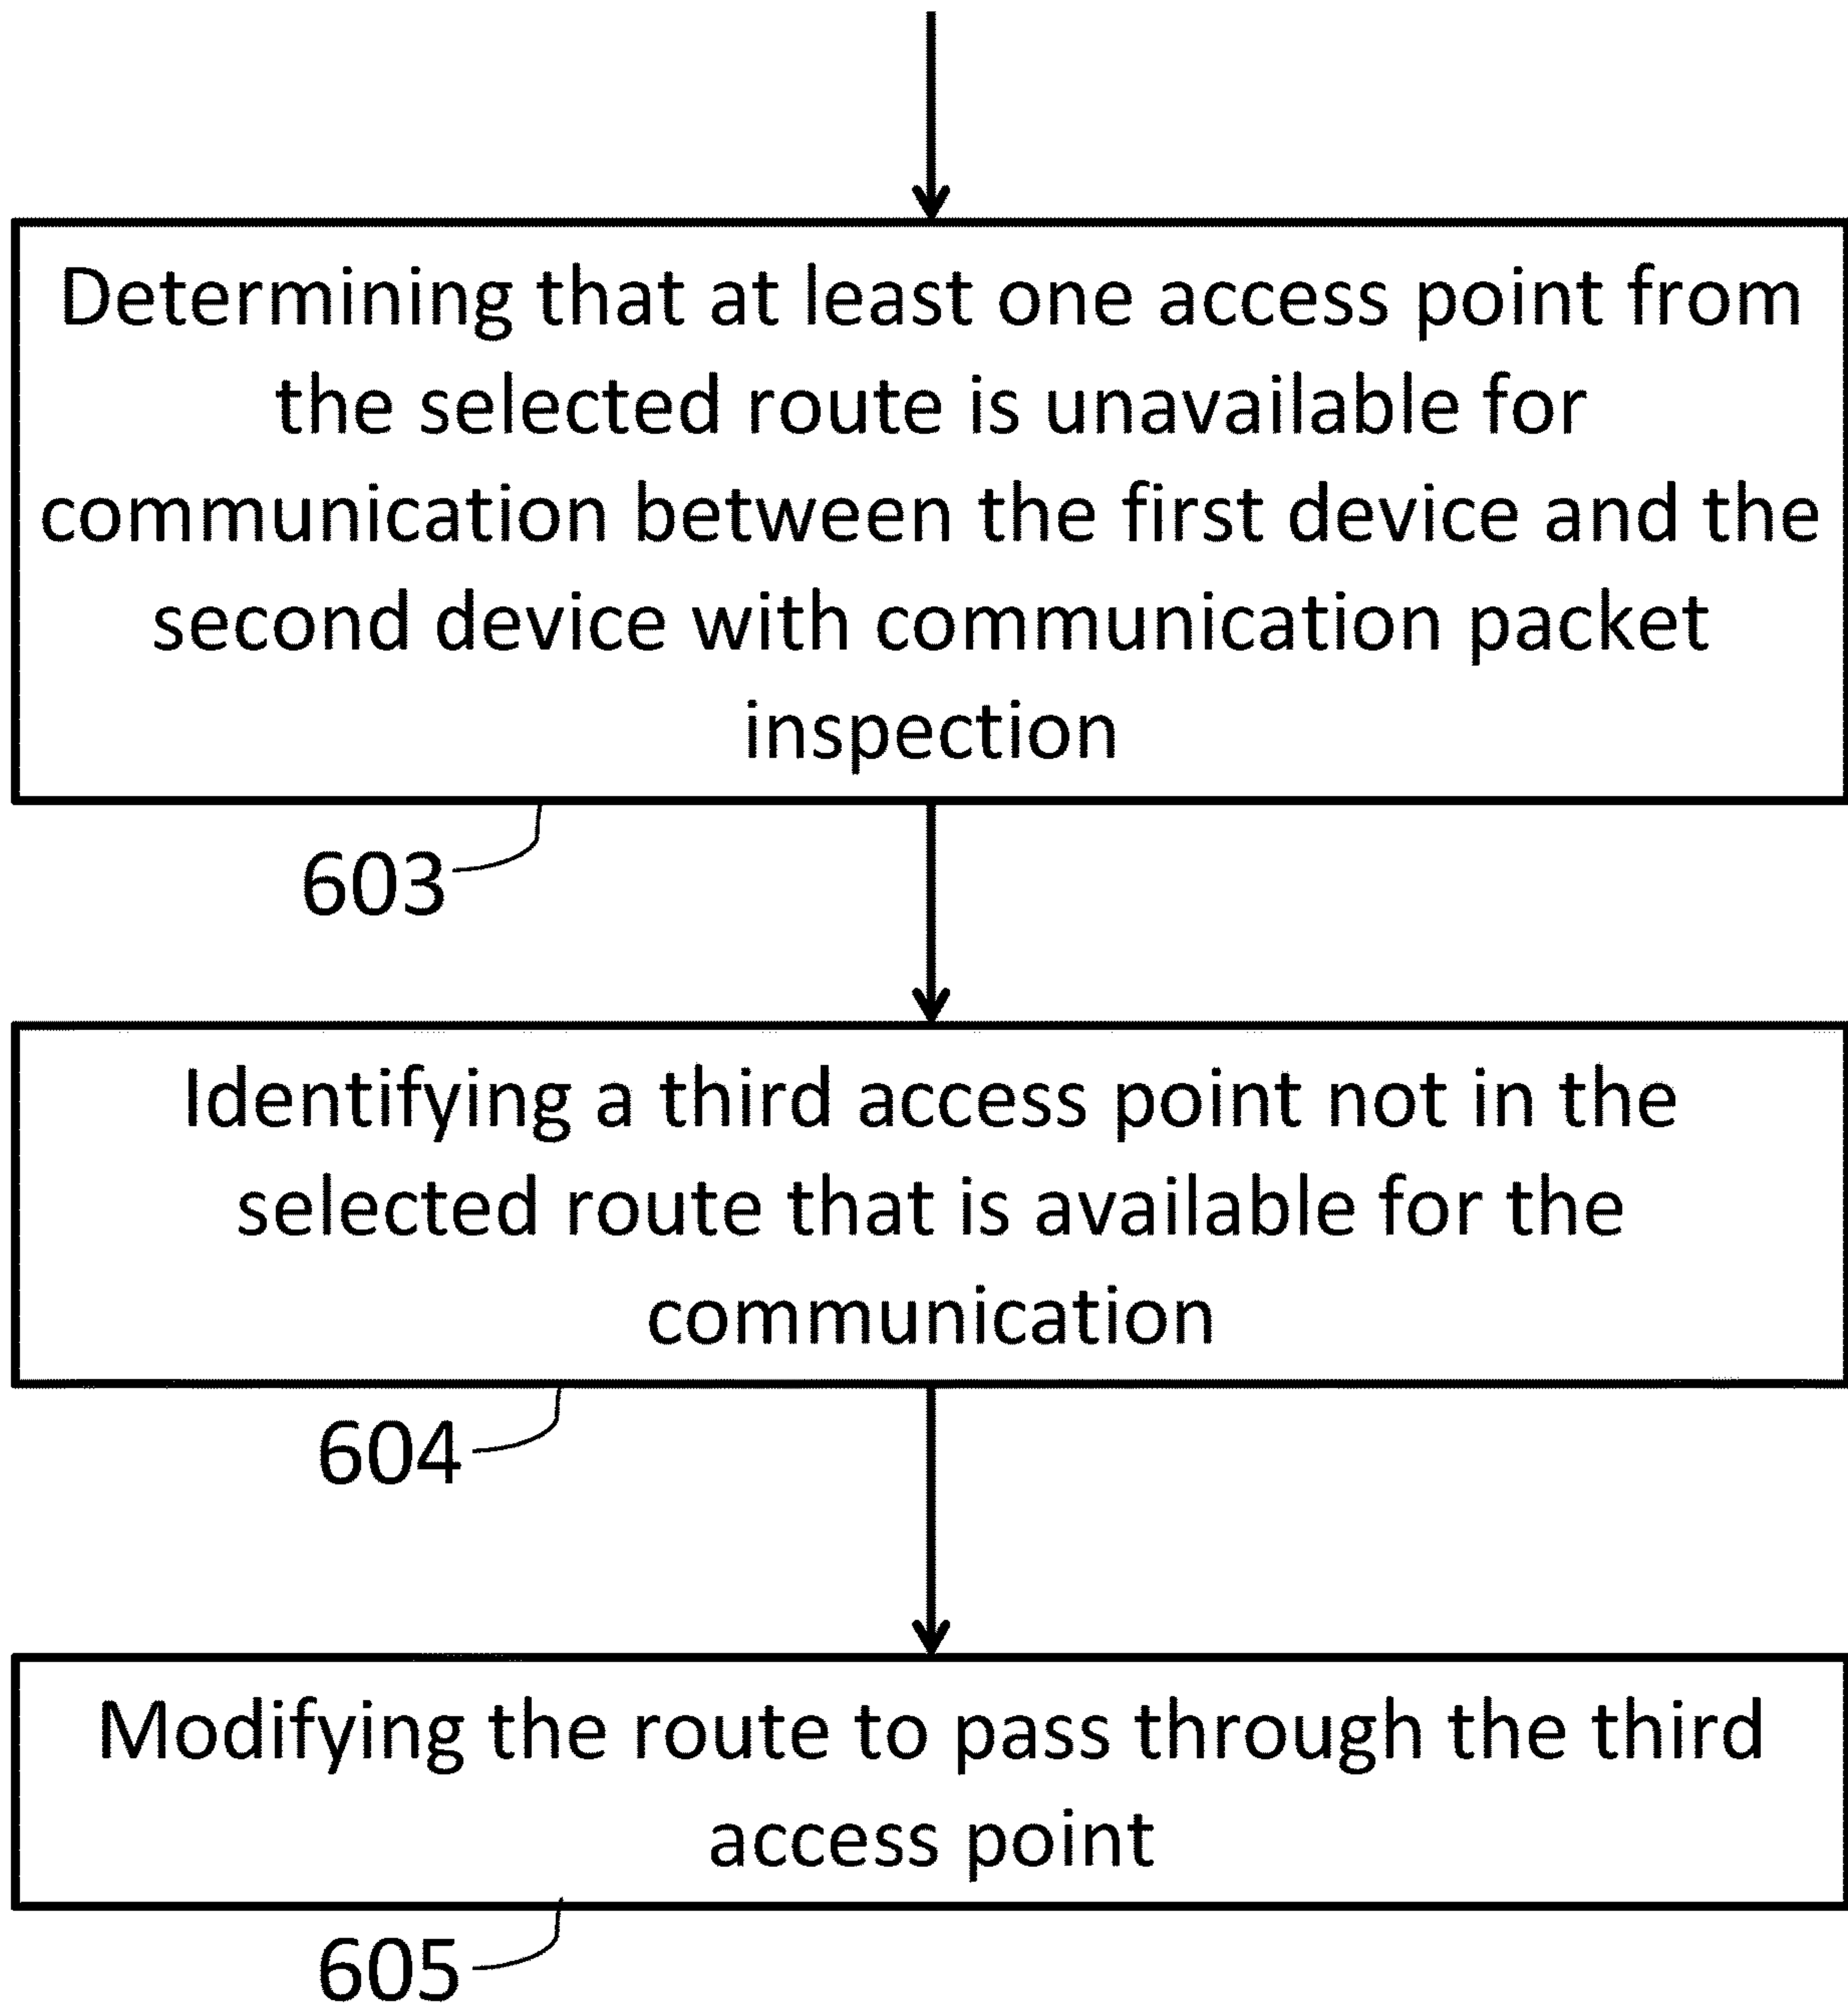 Determining that at least one access point from
the selected route is unavailable for
communication between the first device and the
second device with communication packet
inspection
603
Identifying a third access point not in the
selected route that is available for the
communication
604
Modifying the route to pass through the third
access point
605